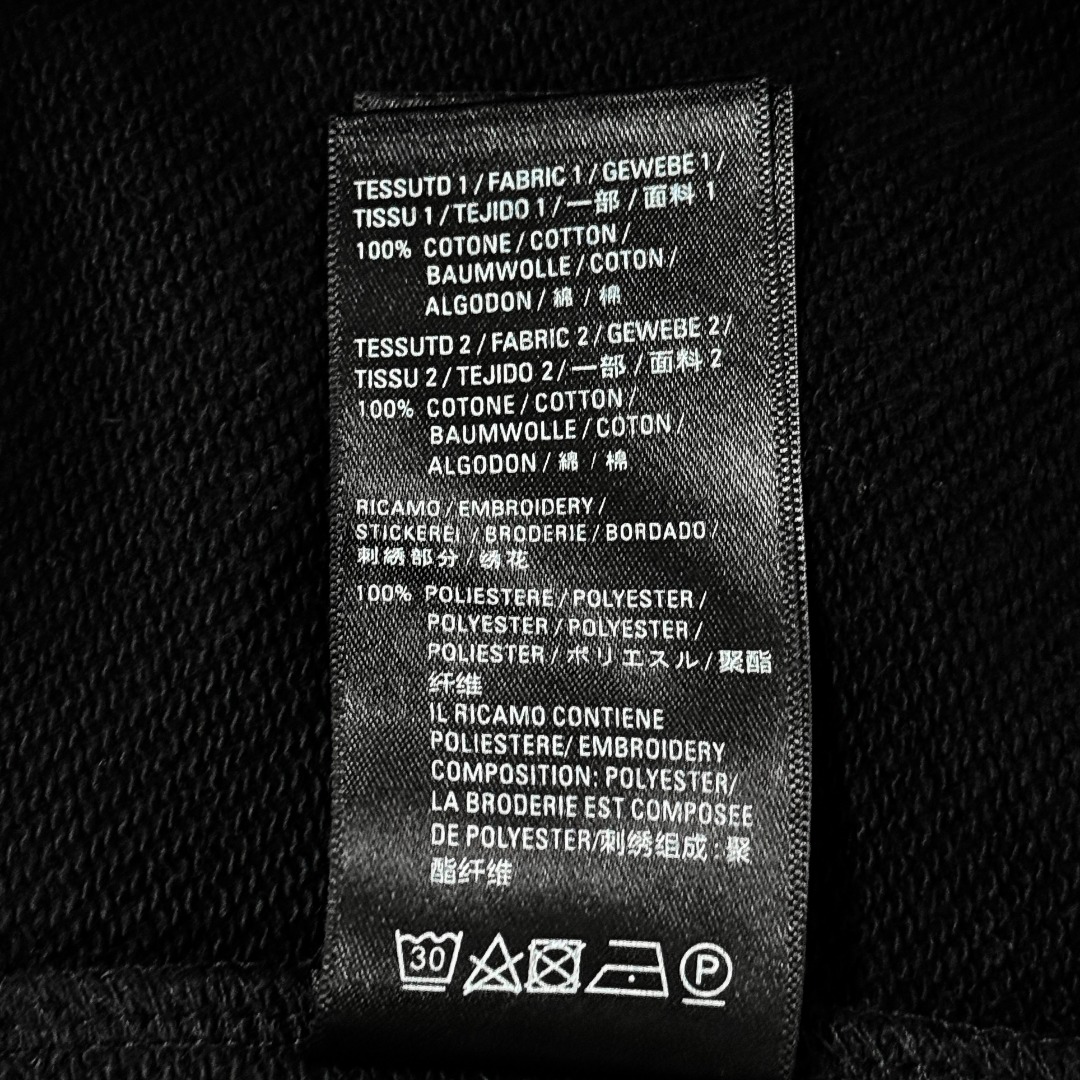 TESSUTD 1 / FABRIC 1 / GEWEBE 1 /
TISSU 1 / TEJIDO 1 / 一部 / 面料 1
100% COTONE / COTTON /
BAUMWOLLE / COTON /
ALGODON / 綿 / 棉
TESSUTD 2 / FABRIC 2 / GEWEBE 2 /
TISSU 2 / TEJIDO 2 / 一部 / 面料 2
100% COTONE / COTTON /
BAUMWOLLE / COTON /
ALGODON / 綿 / 棉
RICAMO / EMBROIDERY /
STICKEREI / BRODERIE / BORDADO /
刺綉部分 / 绣花
100% POLIESTERE / POLYESTER /
POLYESTER / POLYESTER /
POLIESTER / ポリエスル / 聚酯
纤维
IL RICAMO CONTIENE
POLIESTERE/ EMBROIDERY
COMPOSITION: POLYESTER/
LA BRODERIE EST COMPOSEE
DE POLYESTER/刺绣组成:聚
酯纤维
30
P